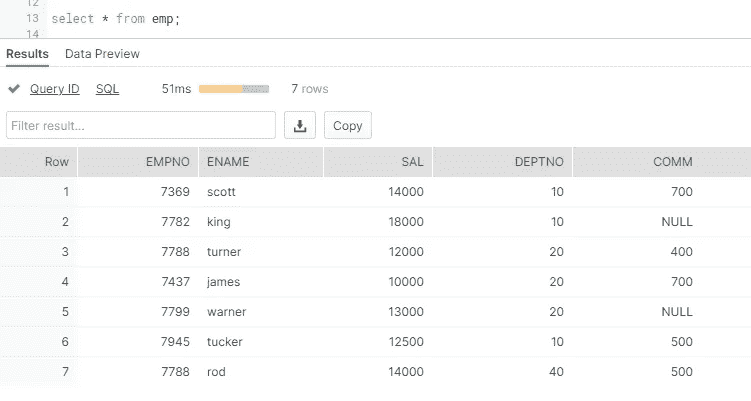 12
13 select * from emp;
14
Results Data Preview
Query ID SQL 51ms 7 rows
Filter result... Copy
Row EMPNO ENAME SAL DEPTNO COMM
1 7369 scott 14000 10 700
2 7782 king 18000 10 NULL
3 7788 turner 12000 20 400
4 7437 james 10000 20 700
5 7799 warner 13000 20 NULL
6 7945 tucker 12500 10 500
7 7788 rod 14000 40 500